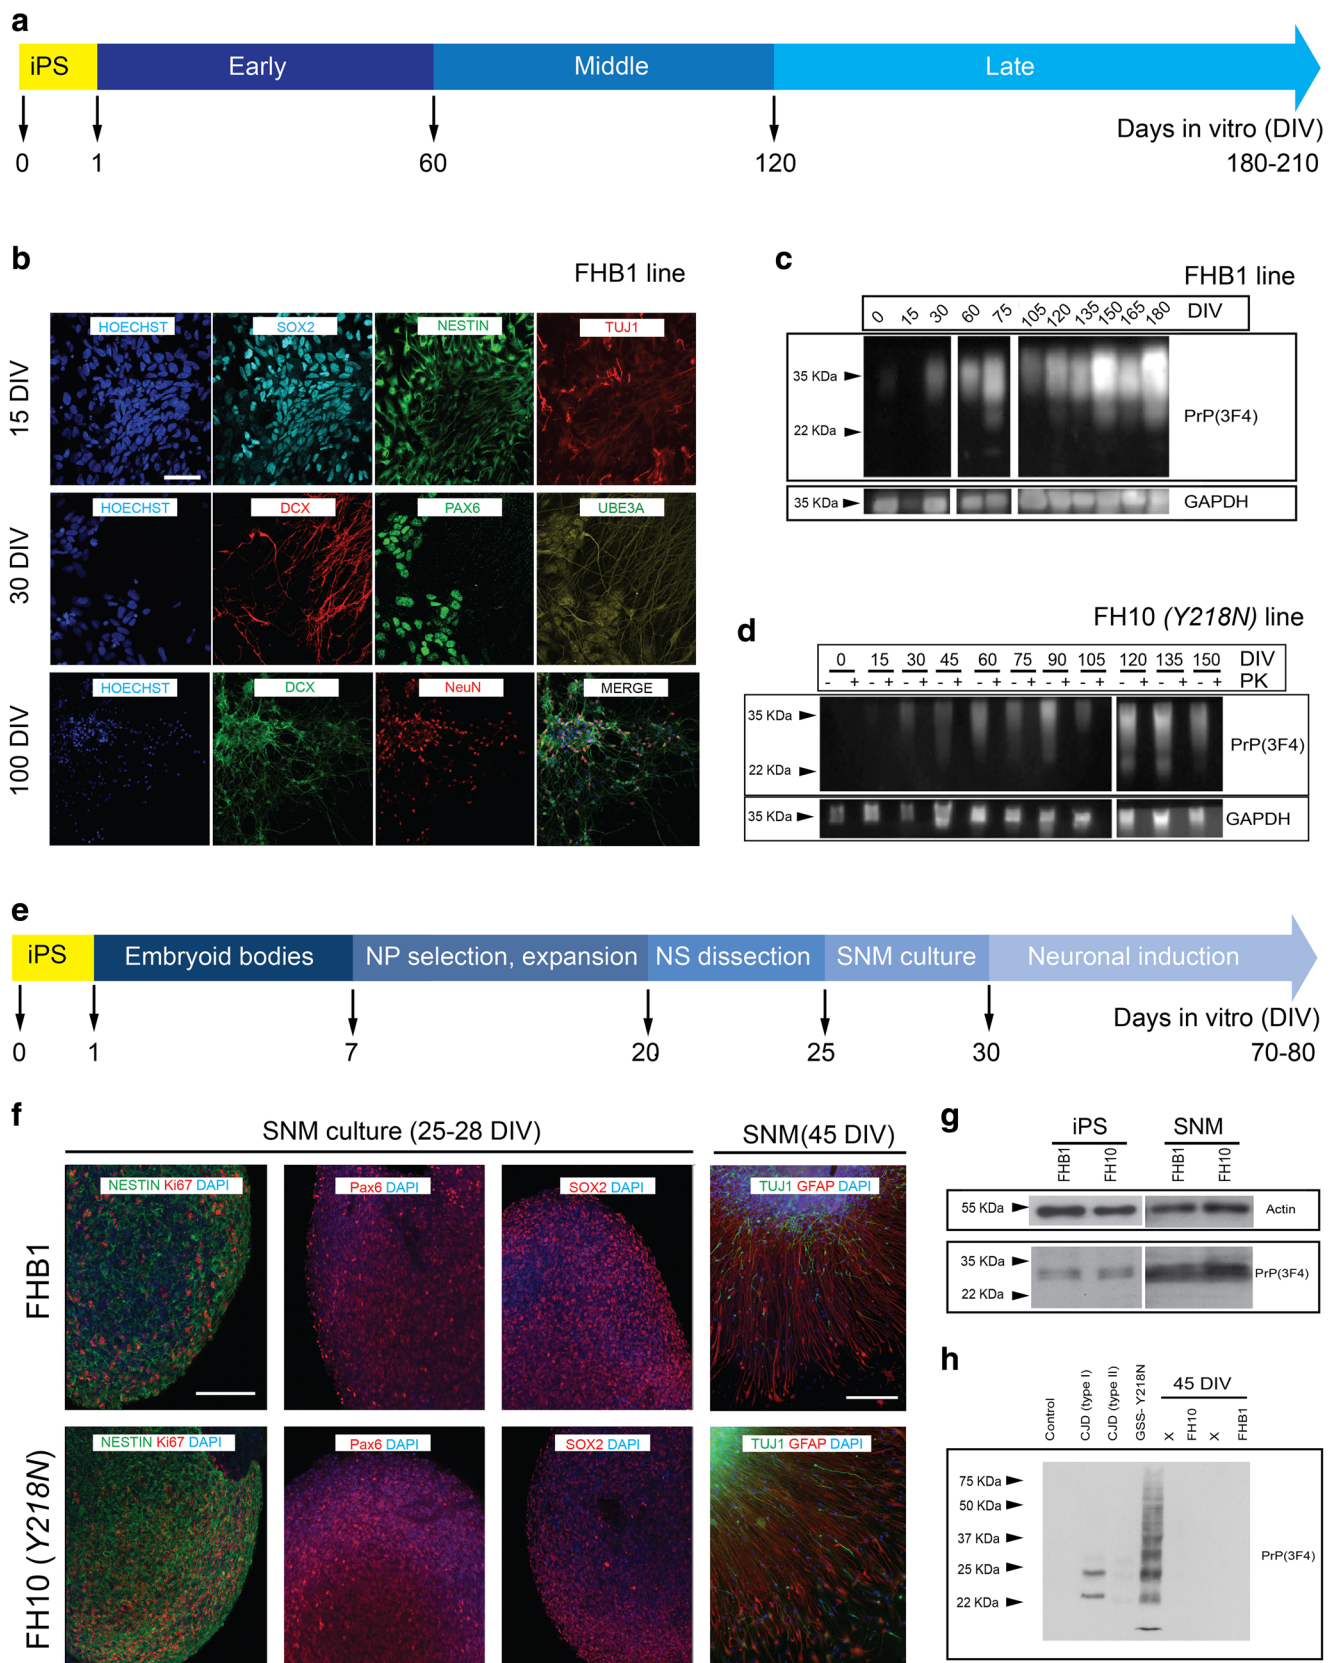 a
iPS Early Middle Late
Days in vitro (DIV)
0 1 60 120 180-210
b
FHB1 line
15 DIV
HOECHST SOX2 NESTIN TUJ1
30 DIV
HOECHST DCX PAX6 UBE3A
100 DIV
HOECHST DCX NeuN MERGE
c
FHB1 line
0 15 30 60 75 105 120 135 150 165 180 DIV
35 KDa
22 KDa
PrP(3F4)
35 KDa
GAPDH
d
FH10 (Y218N) line
0 15 30 45 60 75 90 105 120 135 150 DIV
- + - + - + - + - + - + - + - + - + - + - + PK
35 KDa
22 KDa
PrP(3F4)
35 KDa
GAPDH
e
iPS Embryoid bodies NP selection, expansion NS dissection SNM culture Neuronal induction
Days in vitro (DIV)
0 1 7 20 25 30 70-80
f
SNM culture (25-28 DIV) SNM(45 DIV)
FHB1
NESTIN Ki67 DAPI Pax6 DAPI SOX2 DAPI TUJ1 GFAP DAPI
FH10 (Y218N)
NESTIN Ki67 DAPI Pax6 DAPI SOX2 DAPI TUJ1 GFAP DAPI
g
iPS SNM
FHB1 FH10 FHB1 FH10
55 KDa
Actin
35 KDa
22 KDa
PrP(3F4)
h
45 DIV
Control CJD (type I) CJD (type II) GSS- Y218N X FH10 X FHB1
75 KDa
50 KDa
37 KDa
25 KDa
22 KDa
PrP(3F4)